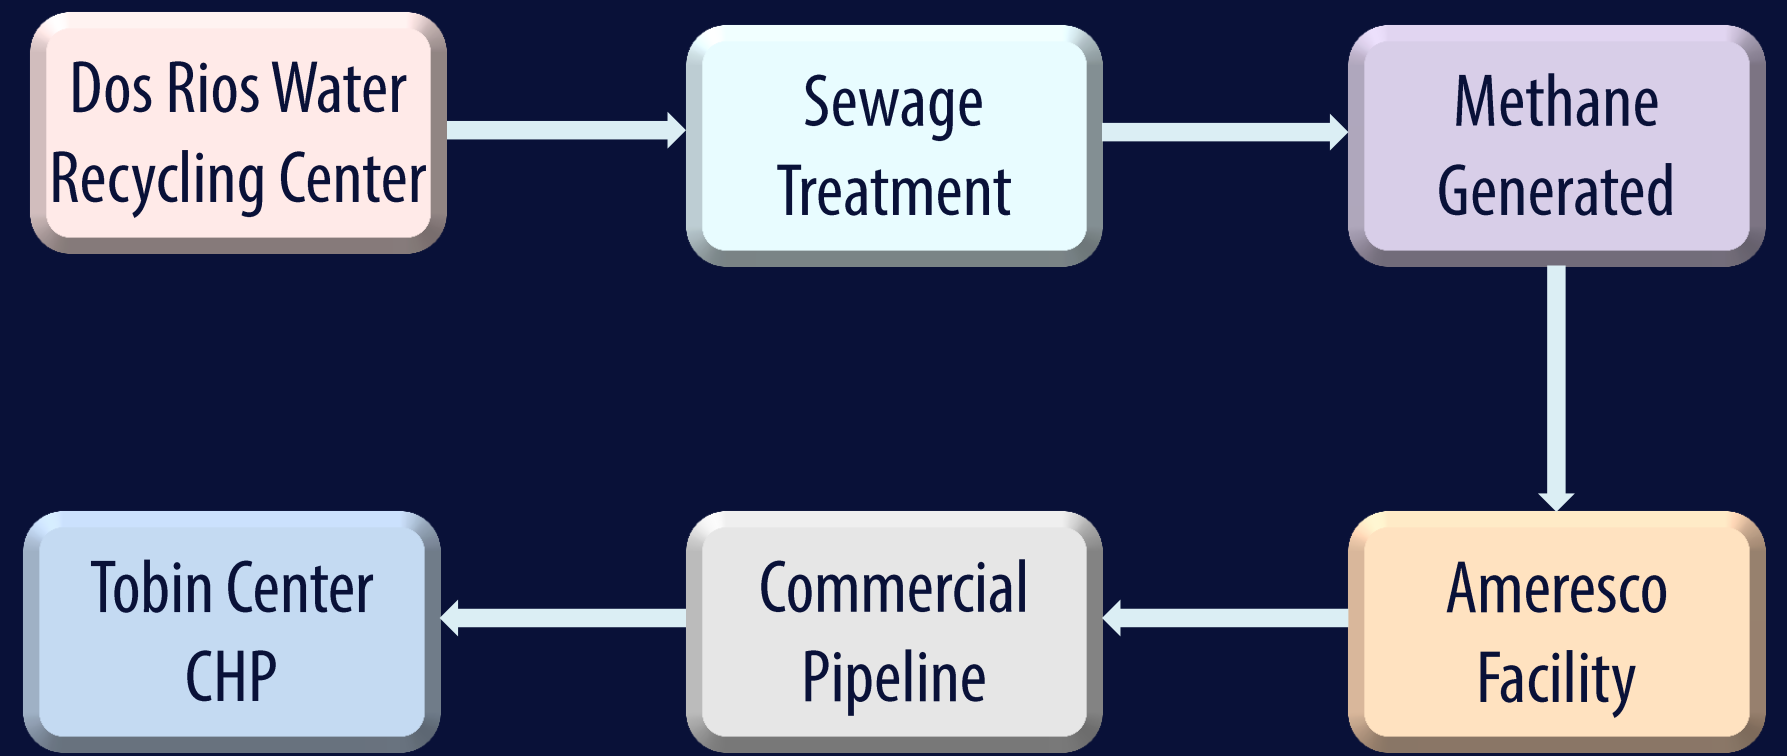 Dos Rios Water
Recycling Center
Sewage
Treatment
Methane
Generated
Tobin Center
CHP
Commercial
Pipeline
Ameresco
Facility